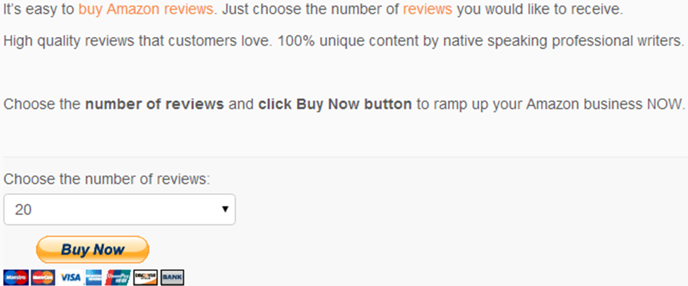 It's easy to buy Amazon reviews. Just choose the number of reviews you would like to receive.
High quality reviews that customers love. 100% unique content by native speaking professional writers.
Choose the number of reviews and click Buy Now button to ramp up your Amazon business NOW.
Choose the number of reviews:
20
Buy Now
Maestro MasterCard VISA DISCOVER BANK